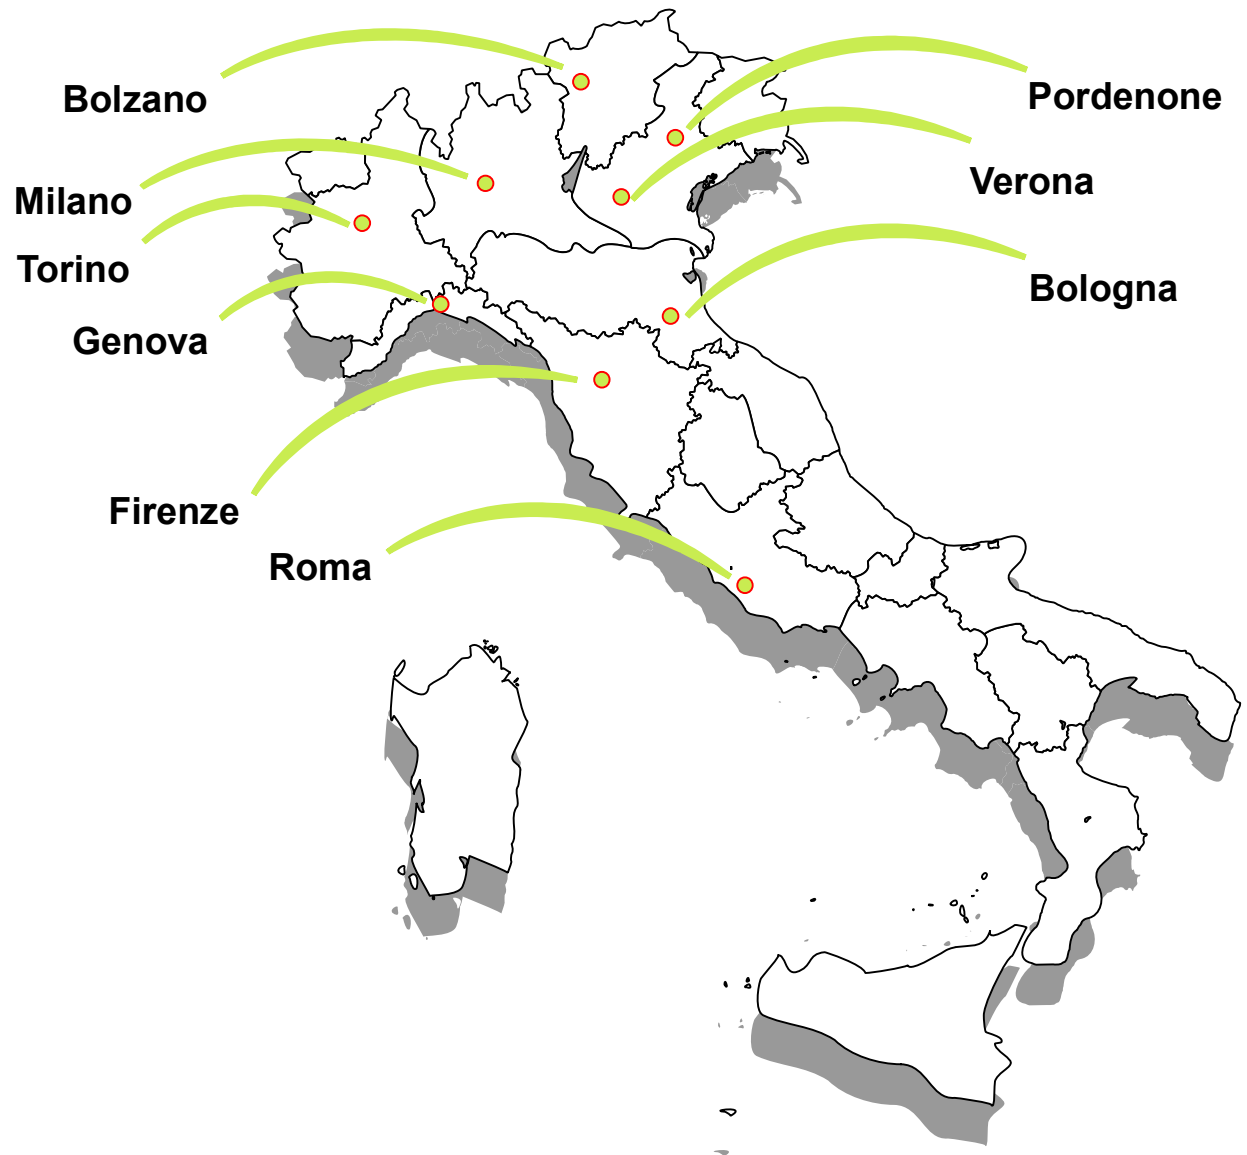 Bolzano
Pordenone
Verona
Milano
Torino
Bologna
Genova
Firenze
Roma